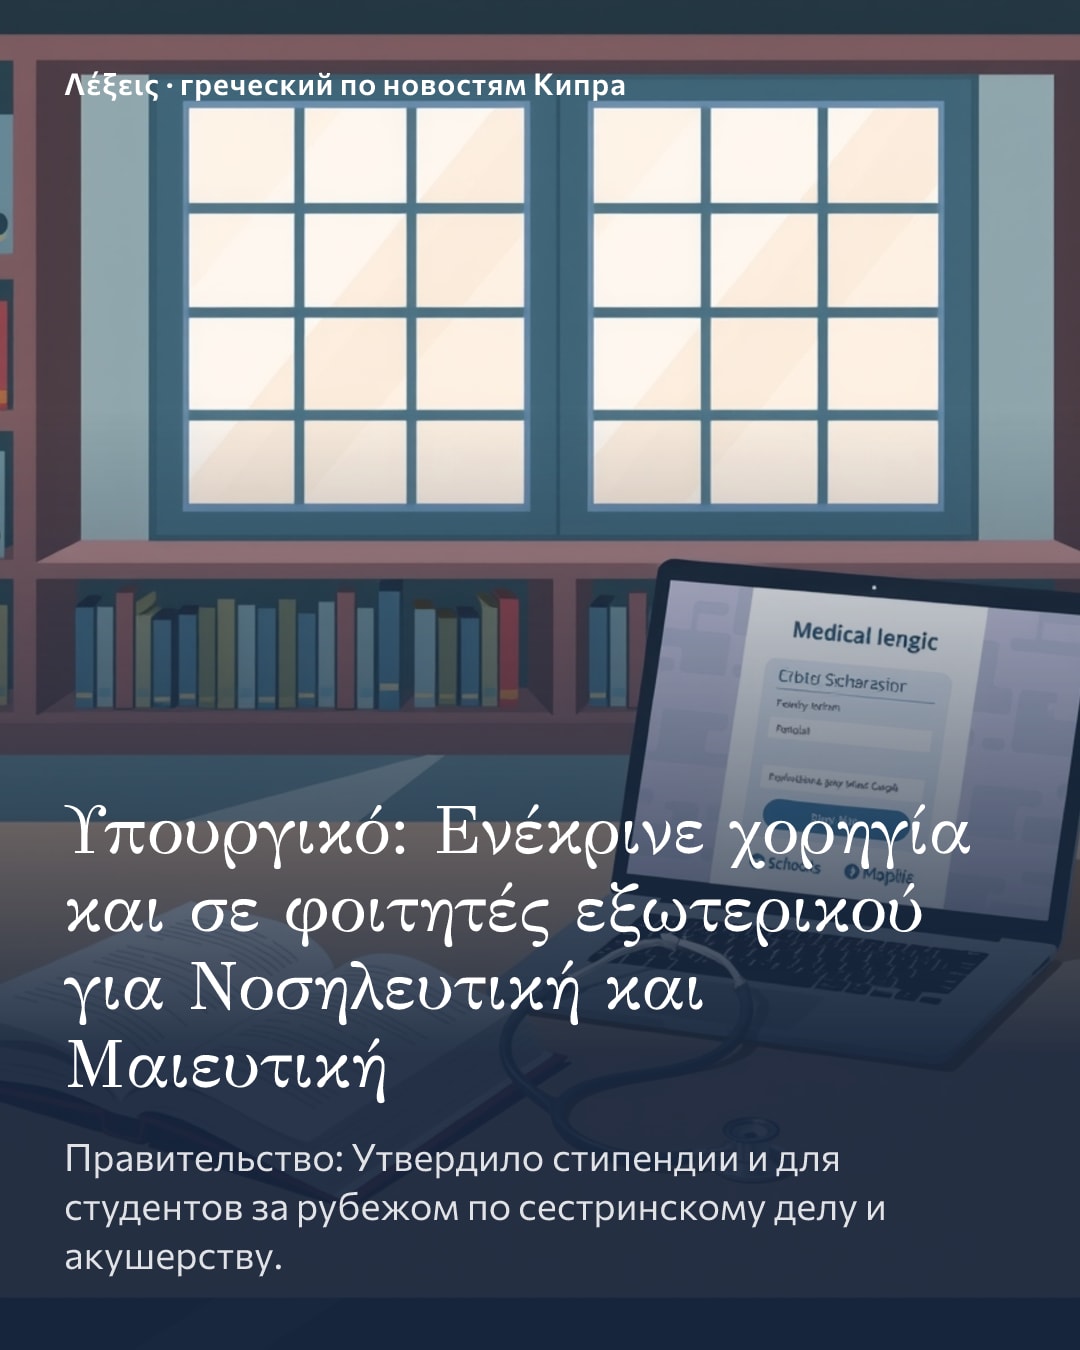 Λέξεις · греческий по новостям Кипра
Medical lengic
Schools
Υπουργικό: Ενέκρινε χορηγία
και σε φοιτητές εξωτερικού
για Νοσηλευτική και
Μαιευτική
Правительство: Утвердило стипендии и для
студентов за рубежом по сестринскому делу и
акушерству.